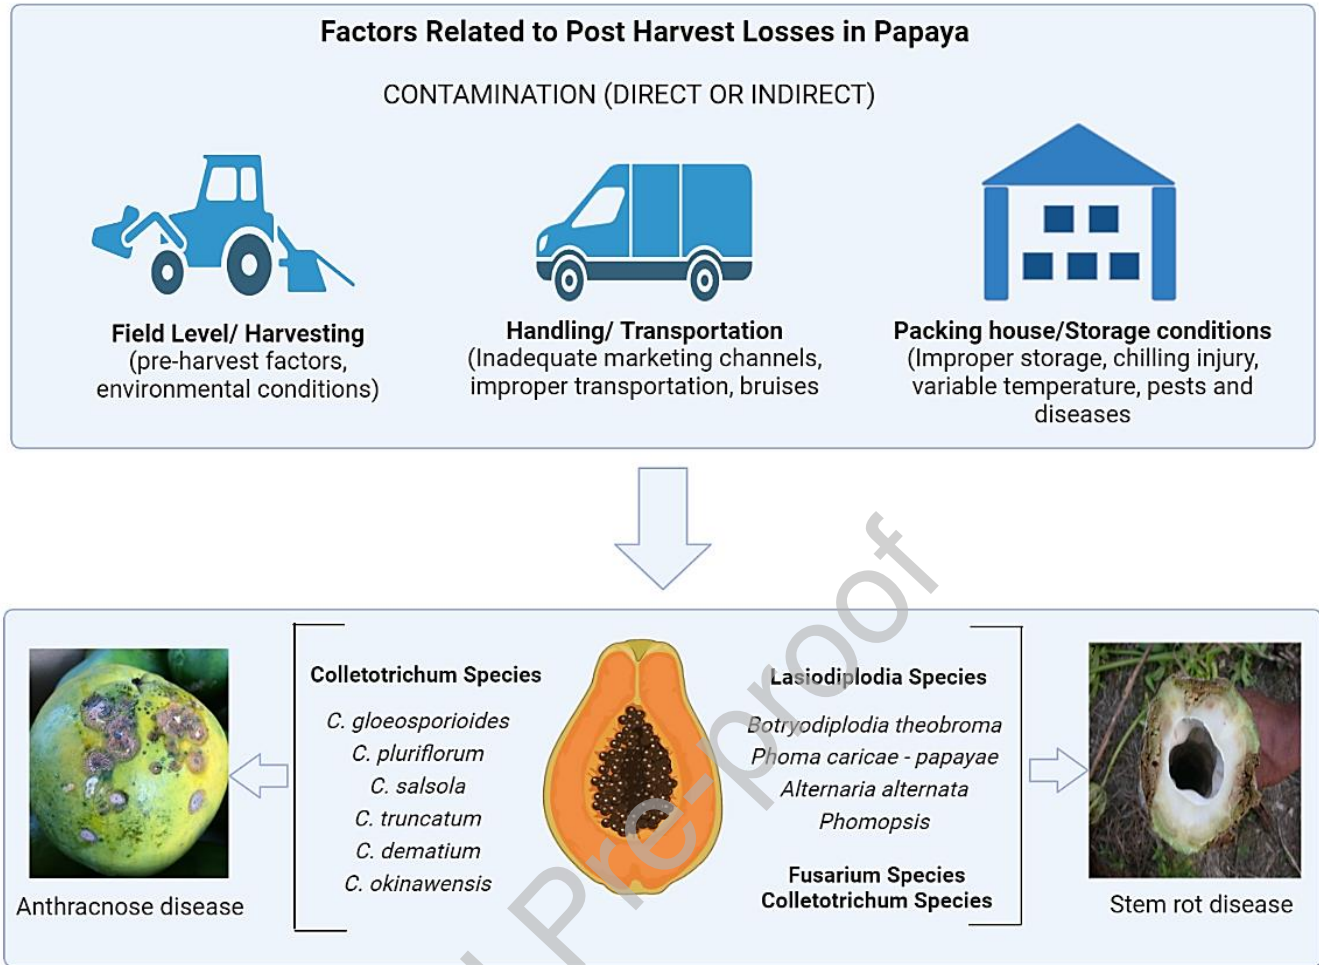 Factors Related to Post Harvest Losses in Papaya
CONTAMINATION (DIRECT OR INDIRECT)
Field Level/ Harvesting
(pre-harvest factors,
environmental conditions)
Handling/ Transportation
(Inadequate marketing channels,
improper transportation, bruises
Packing house/Storage conditions
(Improper storage, chilling injury,
variable temperature, pests and
diseases
Colletotrichum Species
C. gloeosporioides
C. pluriflorum
C. salsola
C. truncatum
C. dematium
C. okinawensis
Anthracnose disease
Lasiodiplodia Species
Botryodiplodia theobroma
Phoma caricae - papayae
Alternaria alternata
Phomopsis
Fusarium Species
Colletotrichum Species
Stem rot disease
Pre-proof